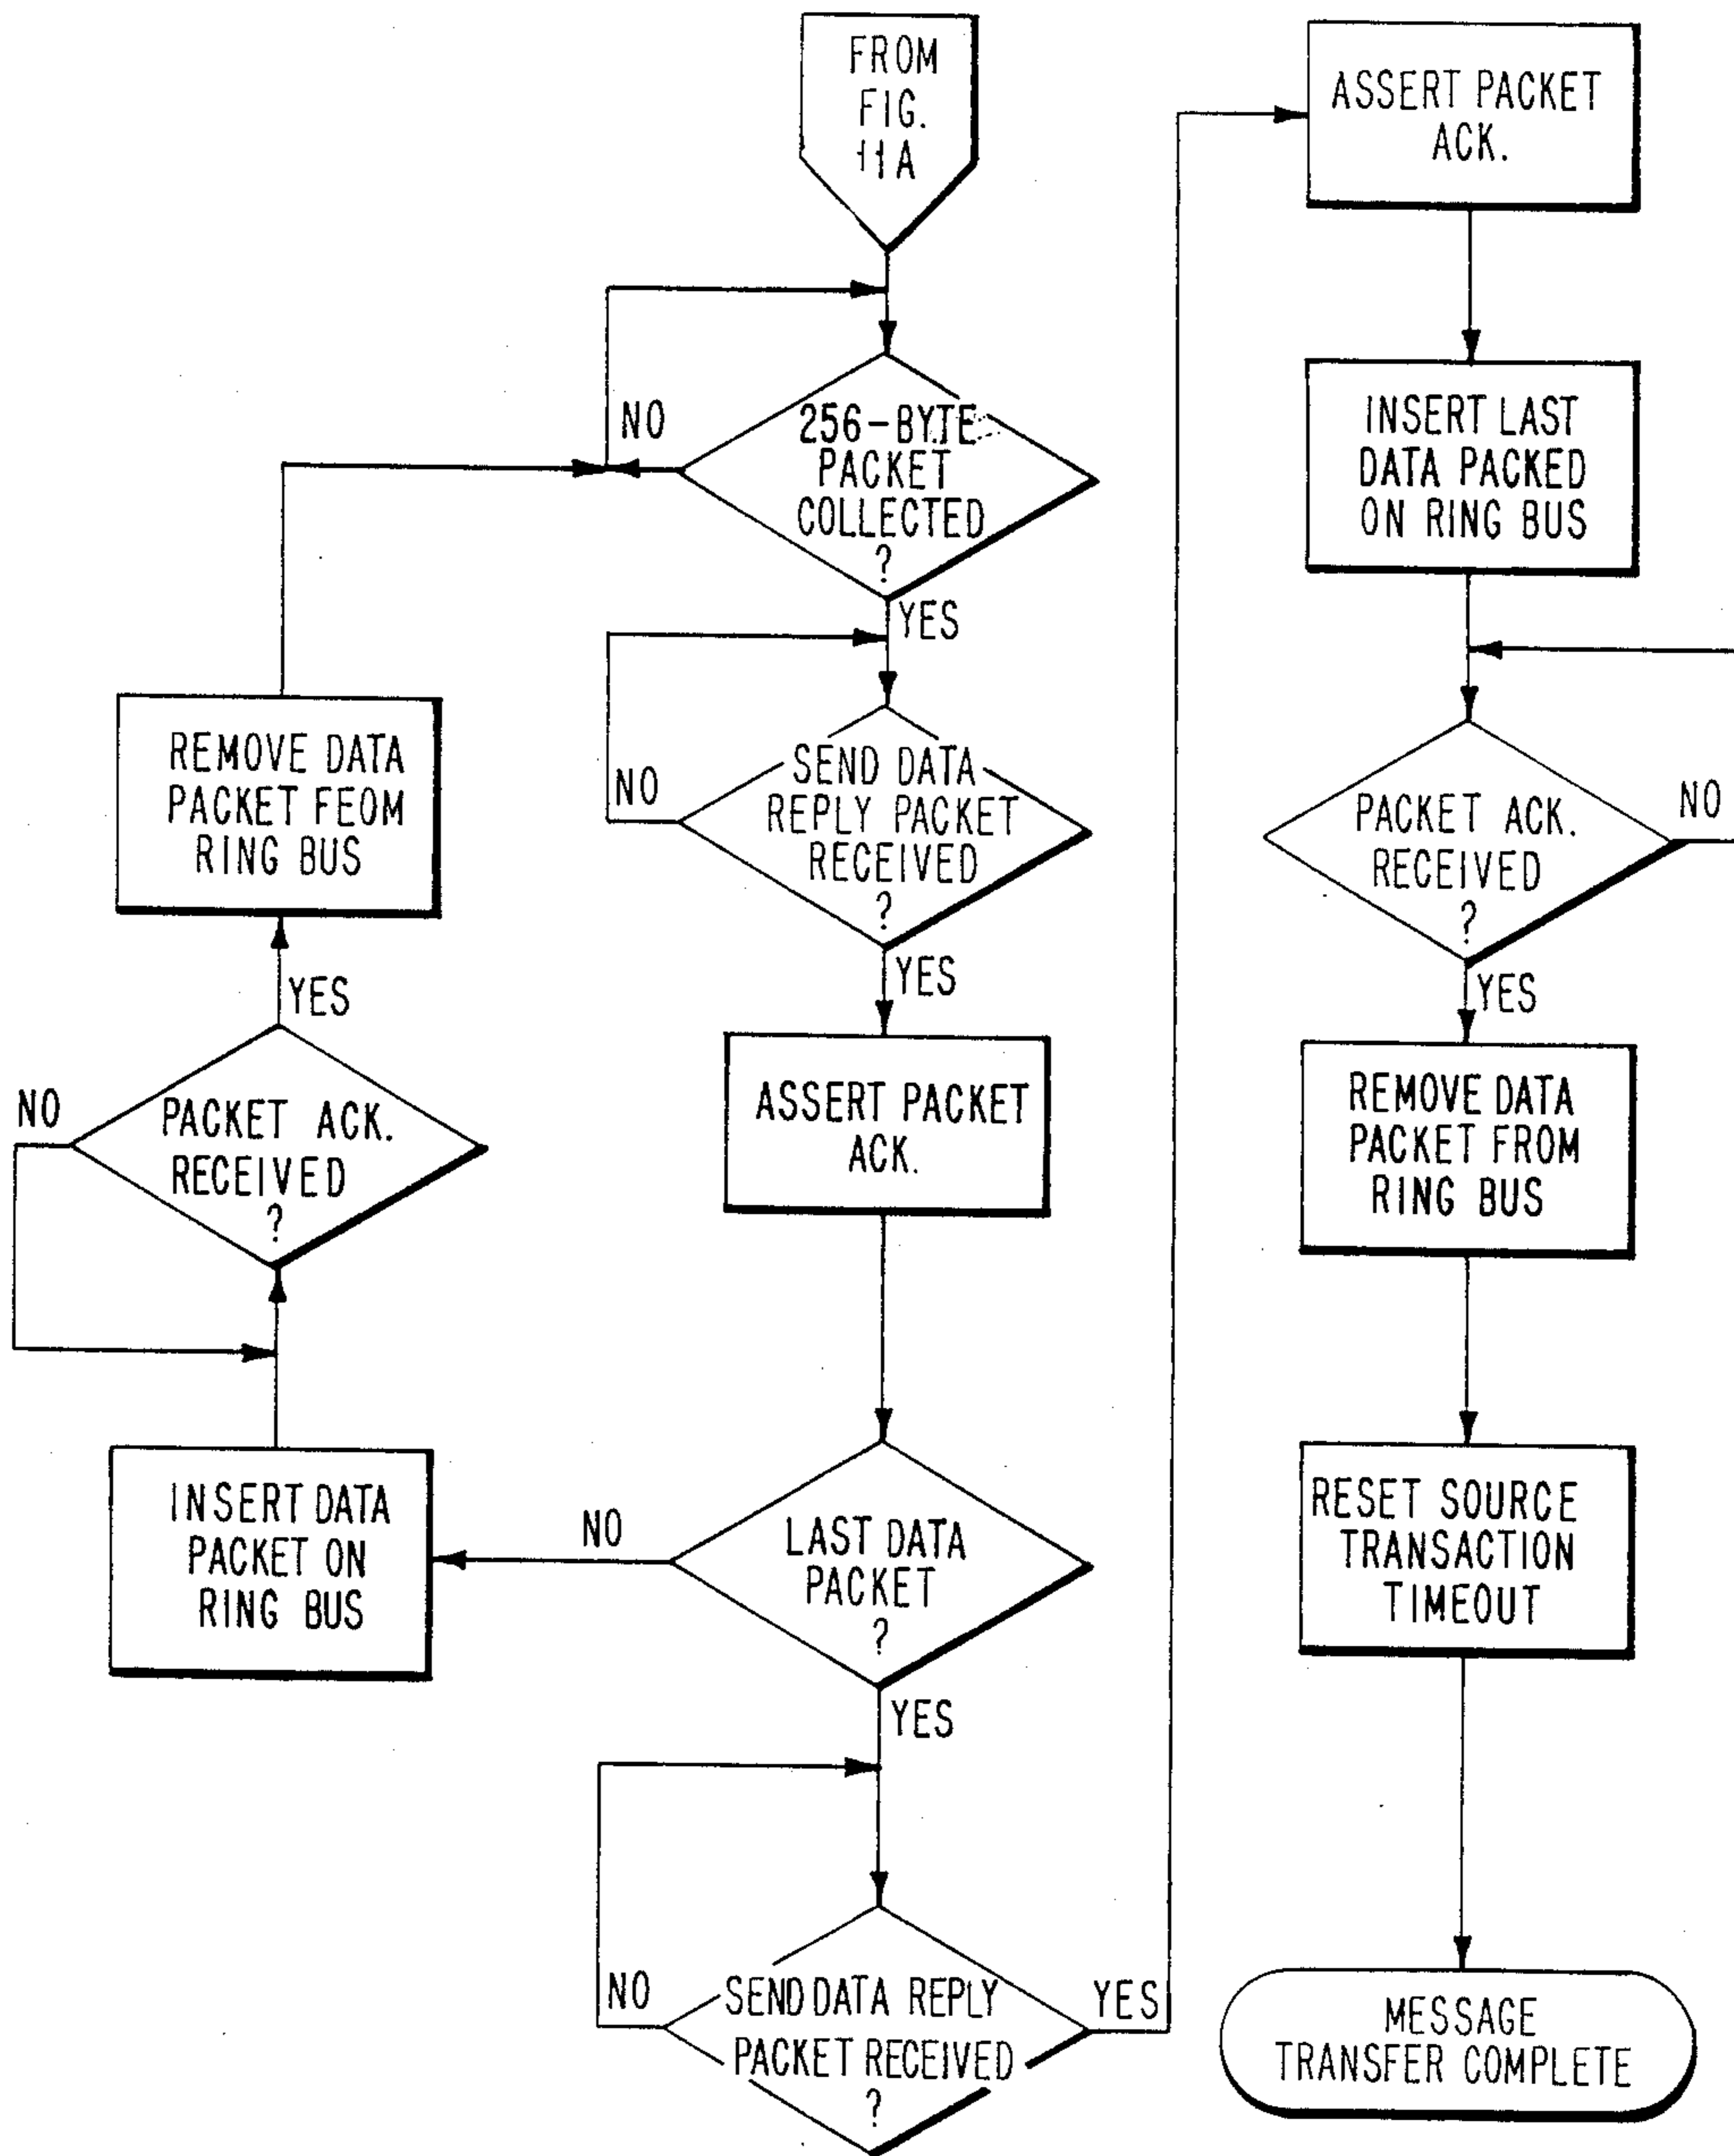 FROM
FIG.
11A
256-BYTE
PACKET
COLLECTED
?
NO
YES
SEND DATA
REPLY PACKET
RECEIVED
?
NO
YES
ASSERT PACKET
ACK.
LAST DATA
PACKET
?
NO
YES
INSERT DATA
PACKET ON
RING BUS
PACKET ACK.
RECEIVED
?
NO
YES
REMOVE DATA
PACKET FEOM
RING BUS
SEND DATA REPLY
PACKET RECEIVED
?
NO
YES
ASSERT PACKET
ACK.
INSERT LAST
DATA PACKED
ON RING BUS
PACKET ACK.
RECEIVED
?
NO
YES
REMOVE DATA
PACKET FROM
RING BUS
RESET SOURCE
TRANSACTION
TIMEOUT
MESSAGE
TRANSFER COMPLETE